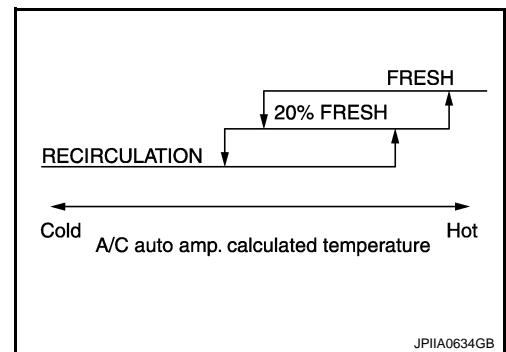 FRESH
20% FRESH
RECIRCULATION
Cold
Hot
A/C auto amp. calculated temperature
JPIIA0634GB